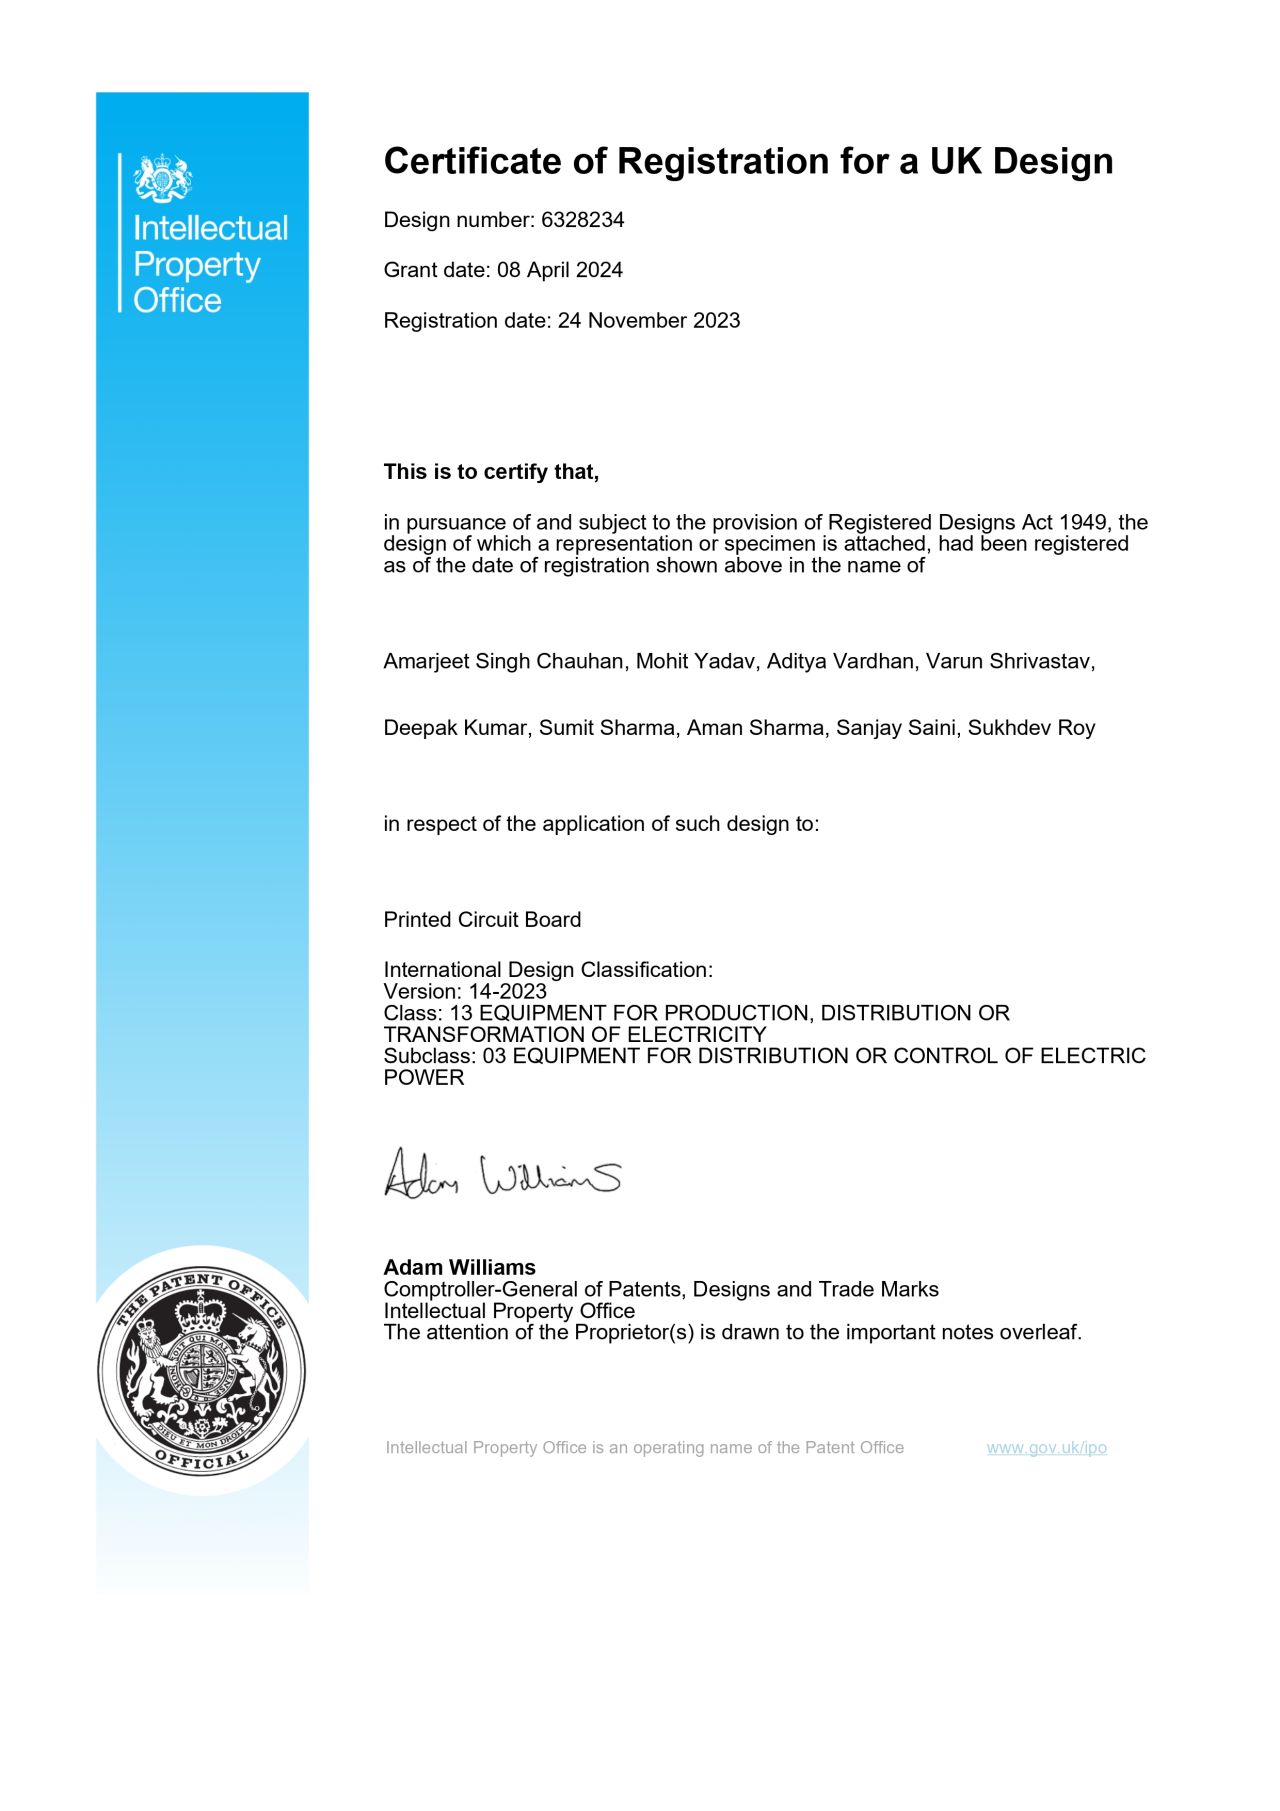 Intellectual
Property
Office
Certificate of Registration for a UK Design
Design number: 6328234
Grant date: 08 April 2024
Registration date: 24 November 2023
This is to certify that,
in pursuance of and subject to the provision of Registered Designs Act 1949, the
design of which a representation or specimen is attached, had been registered
as of the date of registration shown above in the name of
Amarjeet Singh Chauhan, Mohit Yadav, Aditya Vardhan, Varun Shrivastav,
Deepak Kumar, Sumit Sharma, Aman Sharma, Sanjay Saini, Sukhdev Roy
in respect of the application of such design to:
Printed Circuit Board
International Design Classification:
Version: 14-2023
Class: 13 EQUIPMENT FOR PRODUCTION, DISTRIBUTION OR
TRANSFORMATION OF ELECTRICITY
Subclass: 03 EQUIPMENT FOR DISTRIBUTION OR CONTROL OF ELECTRIC
POWER
Adam Williams
Adam Williams
Comptroller-General of Patents, Designs and Trade Marks
Intellectual Property Office
The attention of the Proprietor(s) is drawn to the important notes overleaf.
THE PATENT OFFICE
QUI MAL
DIEU ET MON DROIT
OFFICIAL
Intellectual Property Office is an operating name of the Patent Office www.gov.uk/ipo